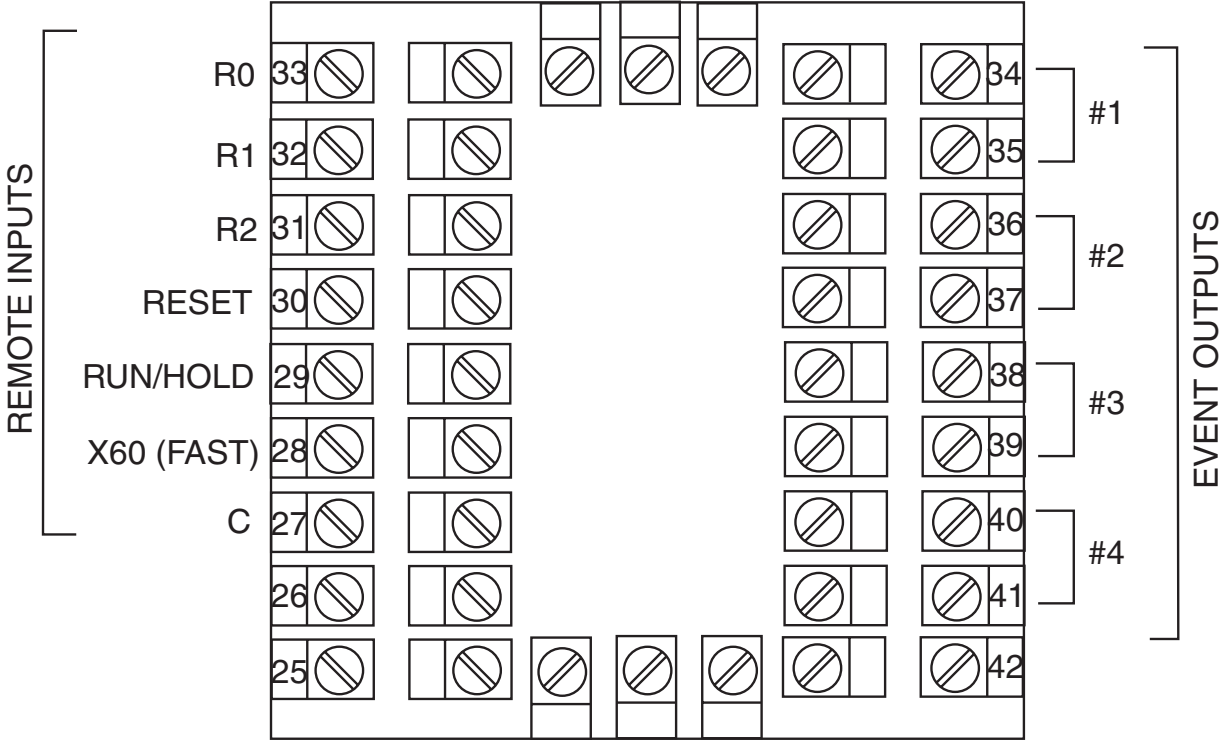 REMOTE INPUTS
R0 33
R1 32
R2 31
RESET 30
RUN/HOLD 29
X60 (FAST) 28
C 27
26
25
34
35
#1
36
37
#2
38
39
#3
40
41
#4
42
EVENT OUTPUTS